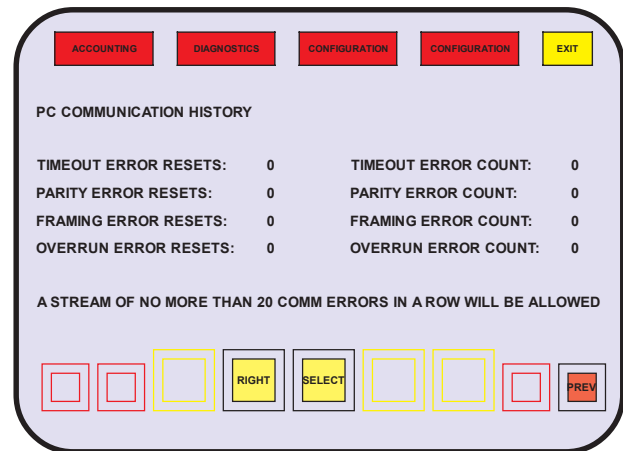 ACCOUNTING DIAGNOSTICS CONFIGURATION CONFIGURATION EXIT
PC COMMUNICATION HISTORY
TIMEOUT ERROR RESETS: 0 TIMEOUT ERROR COUNT: 0
PARITY ERROR RESETS: 0 PARITY ERROR COUNT: 0
FRAMING ERROR RESETS: 0 FRAMING ERROR COUNT: 0
OVERRUN ERROR RESETS: 0 OVERRUN ERROR COUNT: 0
A STREAM OF NO MORE THAN 20 COMM ERRORS IN A ROW WILL BE ALLOWED
RIGHT SELECT PREV